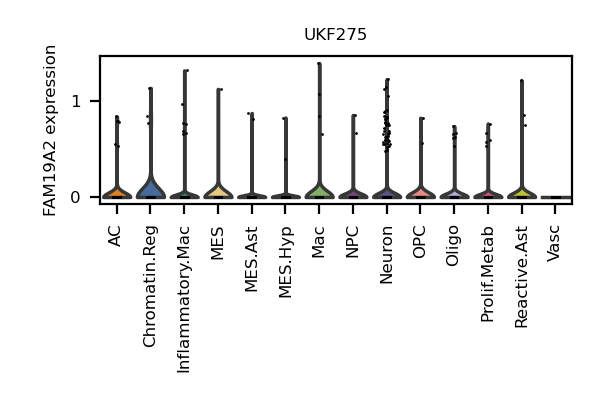 UKF275
FAM19A2 expression
1
0
AC
Chromatin.Reg
Inflammatory.Mac
MES
MES.Ast
MES.Hyp
Mac
NPC
Neuron
OPC
Oligo
Prolif.Metab
Reactive.Ast
Vasc